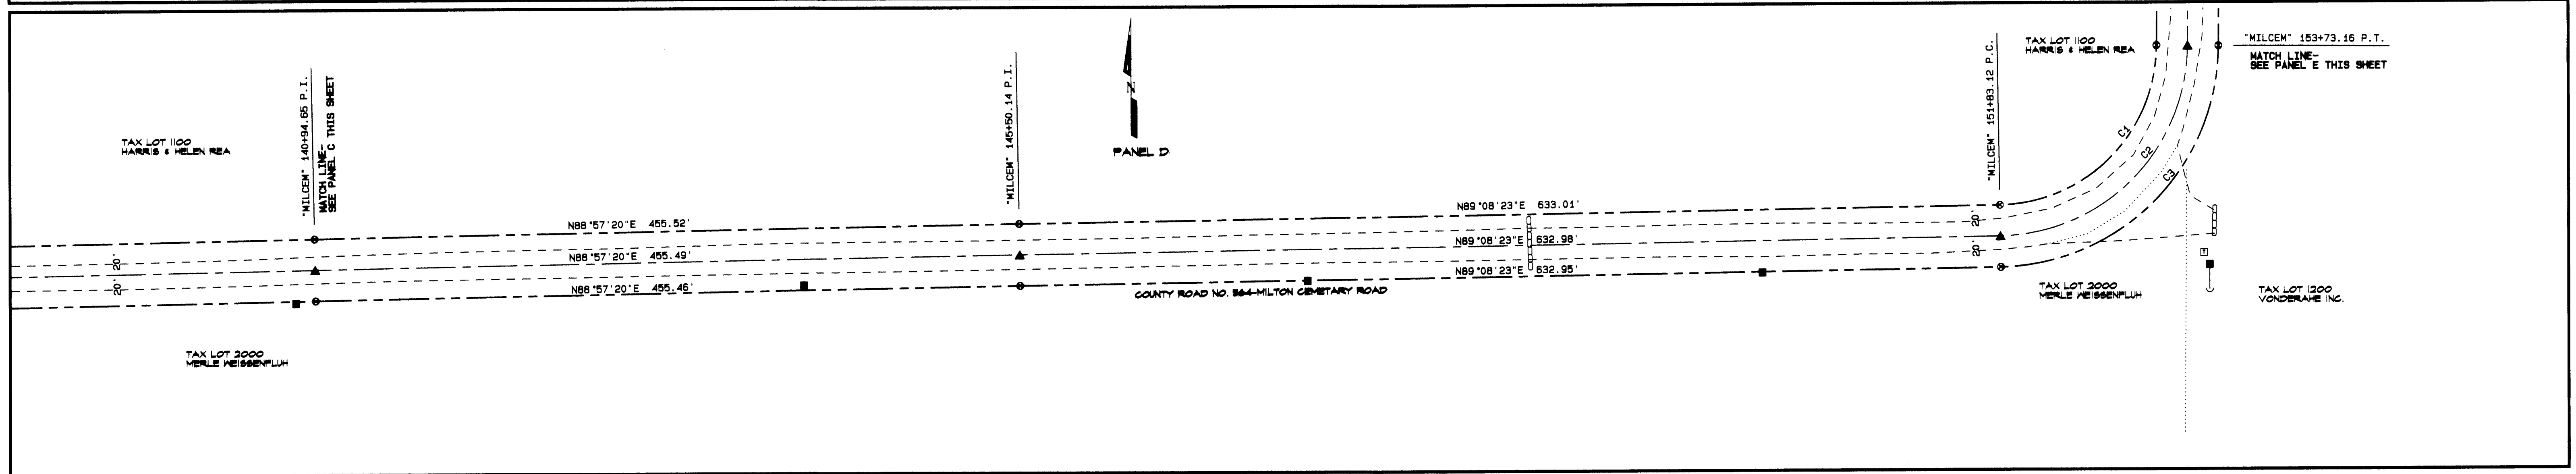 TAX LOT 1100
HARRIS & HELEN REA
"MILCEM" 140+94.65 P.I.
MATCH LINE-
SEE PANEL C THIS SHEET
20'
20'
TAX LOT 2000
MERLE WEISSENFLUH
N88°57'20"E 455.52'
N88°57'20"E 455.49'
N88°57'20"E 455.46'
"MILCEM" 145+50.14 P.I.
N
PANEL D
COUNTY ROAD NO. 564-MILTON CEMETARY ROAD
N89°08'23"E 633.01'
N89°08'23"E 632.98'
N89°08'23"E 632.95'
"MILCEM" 151+83.12 P.C.
20'
20'
TAX LOT 1100
HARRIS & HELEN REA
C1
C2
C3
"MILCEM" 153+73.16 P.T.
MATCH LINE-
SEE PANEL E THIS SHEET
T
TAX LOT 2000
MERLE WEISSENFLUH
TAX LOT 1200
VONDERAHE INC.